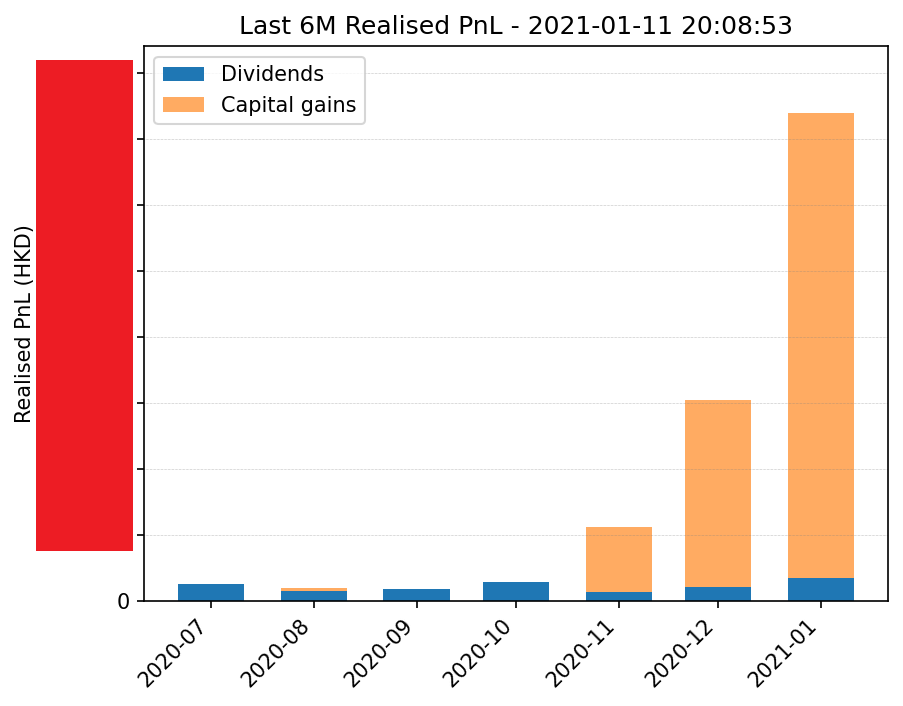 Last 6M Realised PnL - 2021-01-11 20:08:53
Dividends
Capital gains
Realised PnL (HKD)
0
2020-07
2020-08
2020-09
2020-10
2020-11
2020-12
2021-01